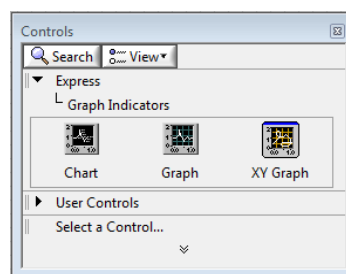 Controls
Search View
Express
Graph Indicators
Chart Graph XY Graph
User Controls
Select a Control...